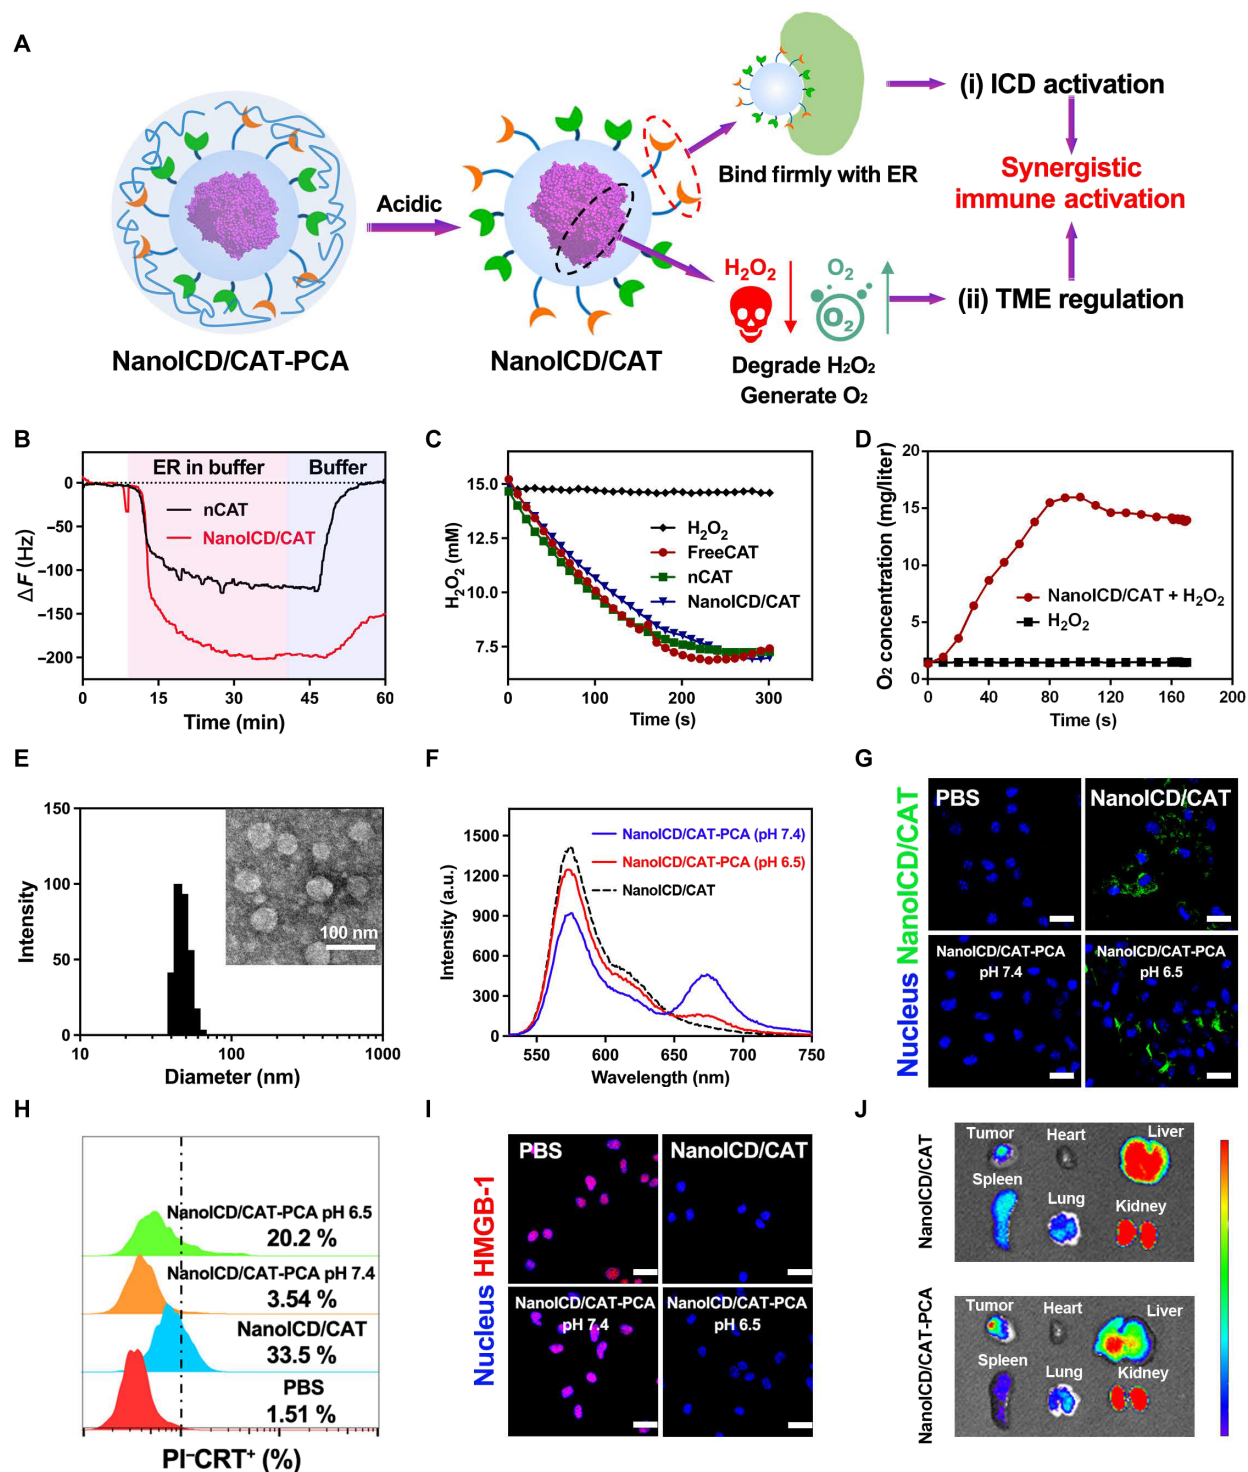 A
NanoICD/CAT-PCA
Acidic
NanoICD/CAT
Bind firmly with ER
(i) ICD activation
Synergistic
immune activation
H₂O₂
O₂
O₂
(ii) TME regulation
Degrade H₂O₂
Generate O₂
B
ER in buffer
Buffer
nCAT
NanoICD/CAT
ΔF (Hz)
0
−50
−100
−150
−200
0
15
30
45
60
Time (min)
C
H₂O₂ (mM)
15.0
12.5
10.0
7.5
H₂O₂
FreeCAT
nCAT
NanoICD/CAT
0
100
200
300
Time (s)
D
O₂ concentration (mg/liter)
20
15
10
5
0
NanoICD/CAT + H₂O₂
H₂O₂
0
40
80
120
160
200
Time (s)
E
Intensity
150
100
50
0
100 nm
10
100
1000
Diameter (nm)
F
Intensity (a.u.)
1500
1200
900
600
300
0
NanoICD/CAT-PCA (pH 7.4)
NanoICD/CAT-PCA (pH 6.5)
NanoICD/CAT
550
600
650
700
750
Wavelength (nm)
G
Nucleus NanoICD/CAT
PBS
NanoICD/CAT
NanoICD/CAT-PCA
pH 7.4
NanoICD/CAT-PCA
pH 6.5
H
NanoICD/CAT-PCA pH 6.5
20.2 %
NanoICD/CAT-PCA pH 7.4
3.54 %
NanoICD/CAT
33.5 %
PBS
1.51 %
PI⁻CRT⁺ (%)
I
Nucleus HMGB-1
PBS
NanoICD/CAT
NanoICD/CAT-PCA
pH 7.4
NanoICD/CAT-PCA
pH 6.5
J
NanoICD/CAT
Tumor
Heart
Liver
Spleen
Lung
Kidney
NanoICD/CAT-PCA
Tumor
Heart
Liver
Spleen
Lung
Kidney